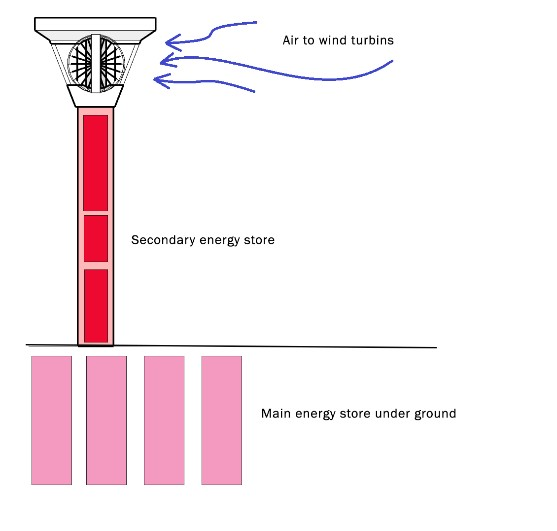 Air to wind turbins
Secondary energy store
Main energy store under ground